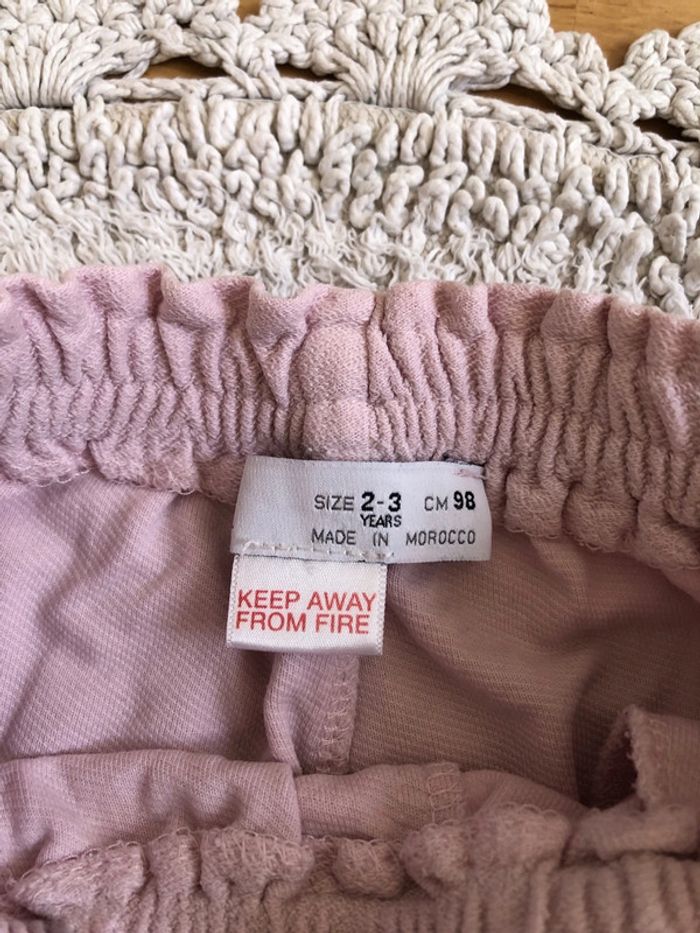 SIZE 2-3 CM 98
YEARS
MADE IN MOROCCO
KEEP AWAY
FROM FIRE